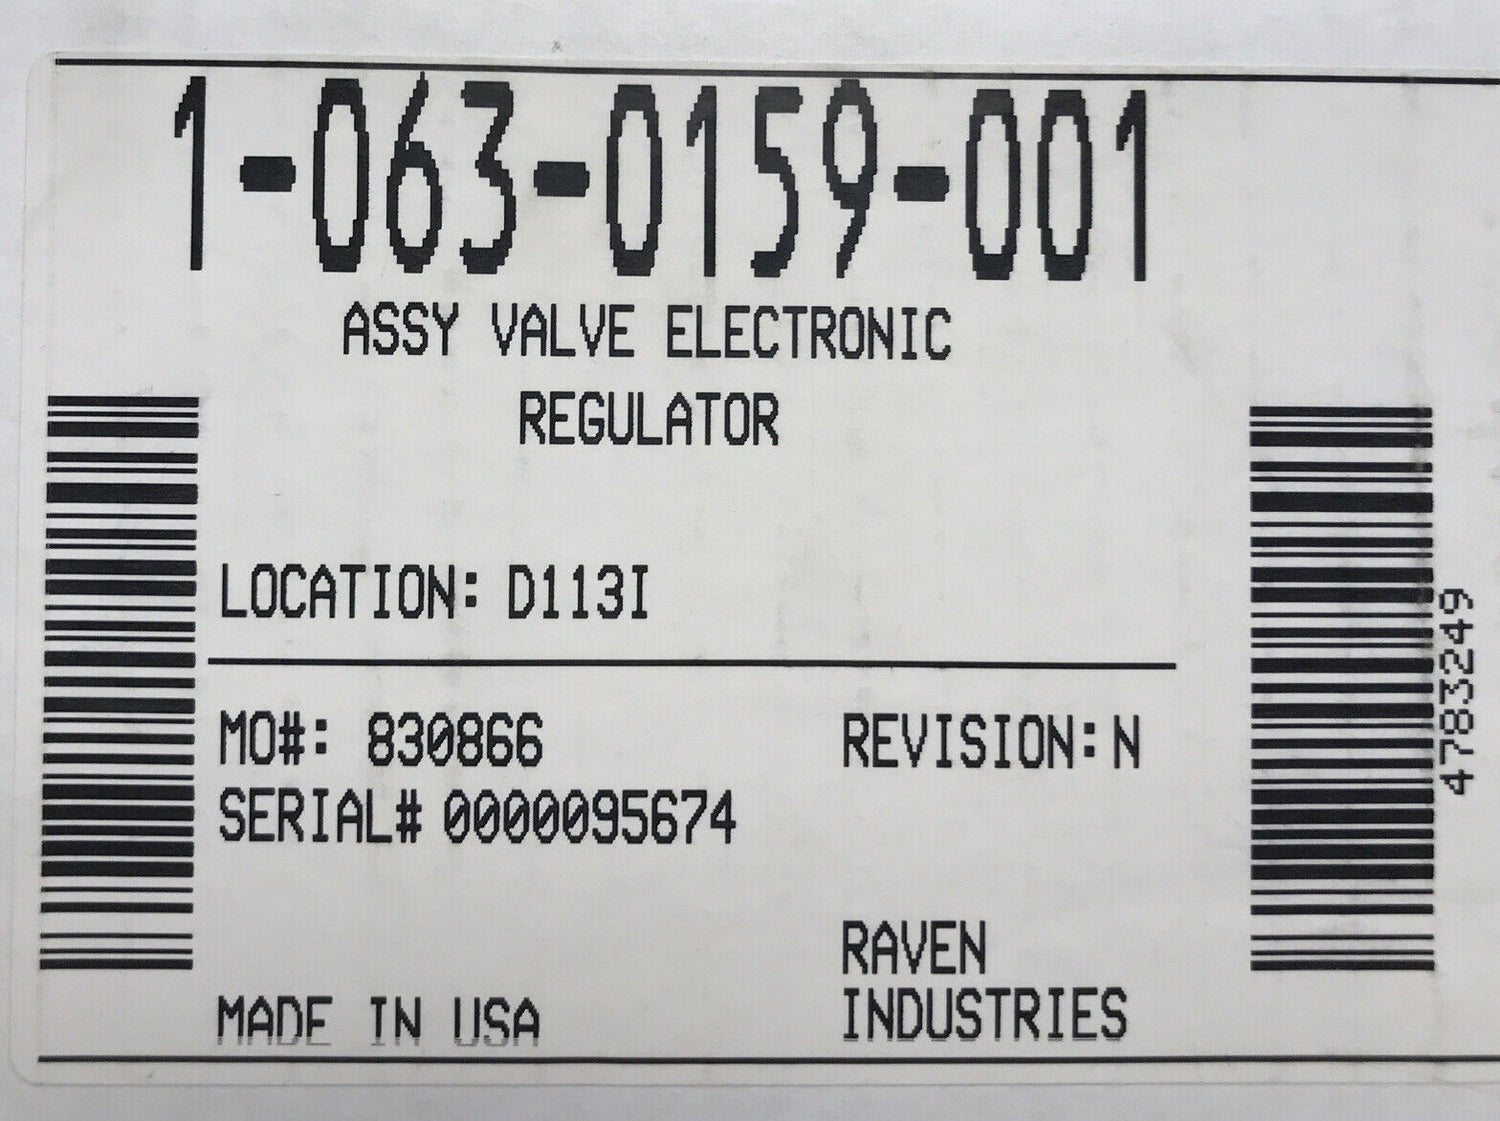 1-063-0159-001
ASSY VALVE ELECTRONIC
REGULATOR
LOCATION: D113I
MO#: 830866
REVISION: N
SERIAL# 0000095674
RAVEN
INDUSTRIES
MADE IN USA
4783249